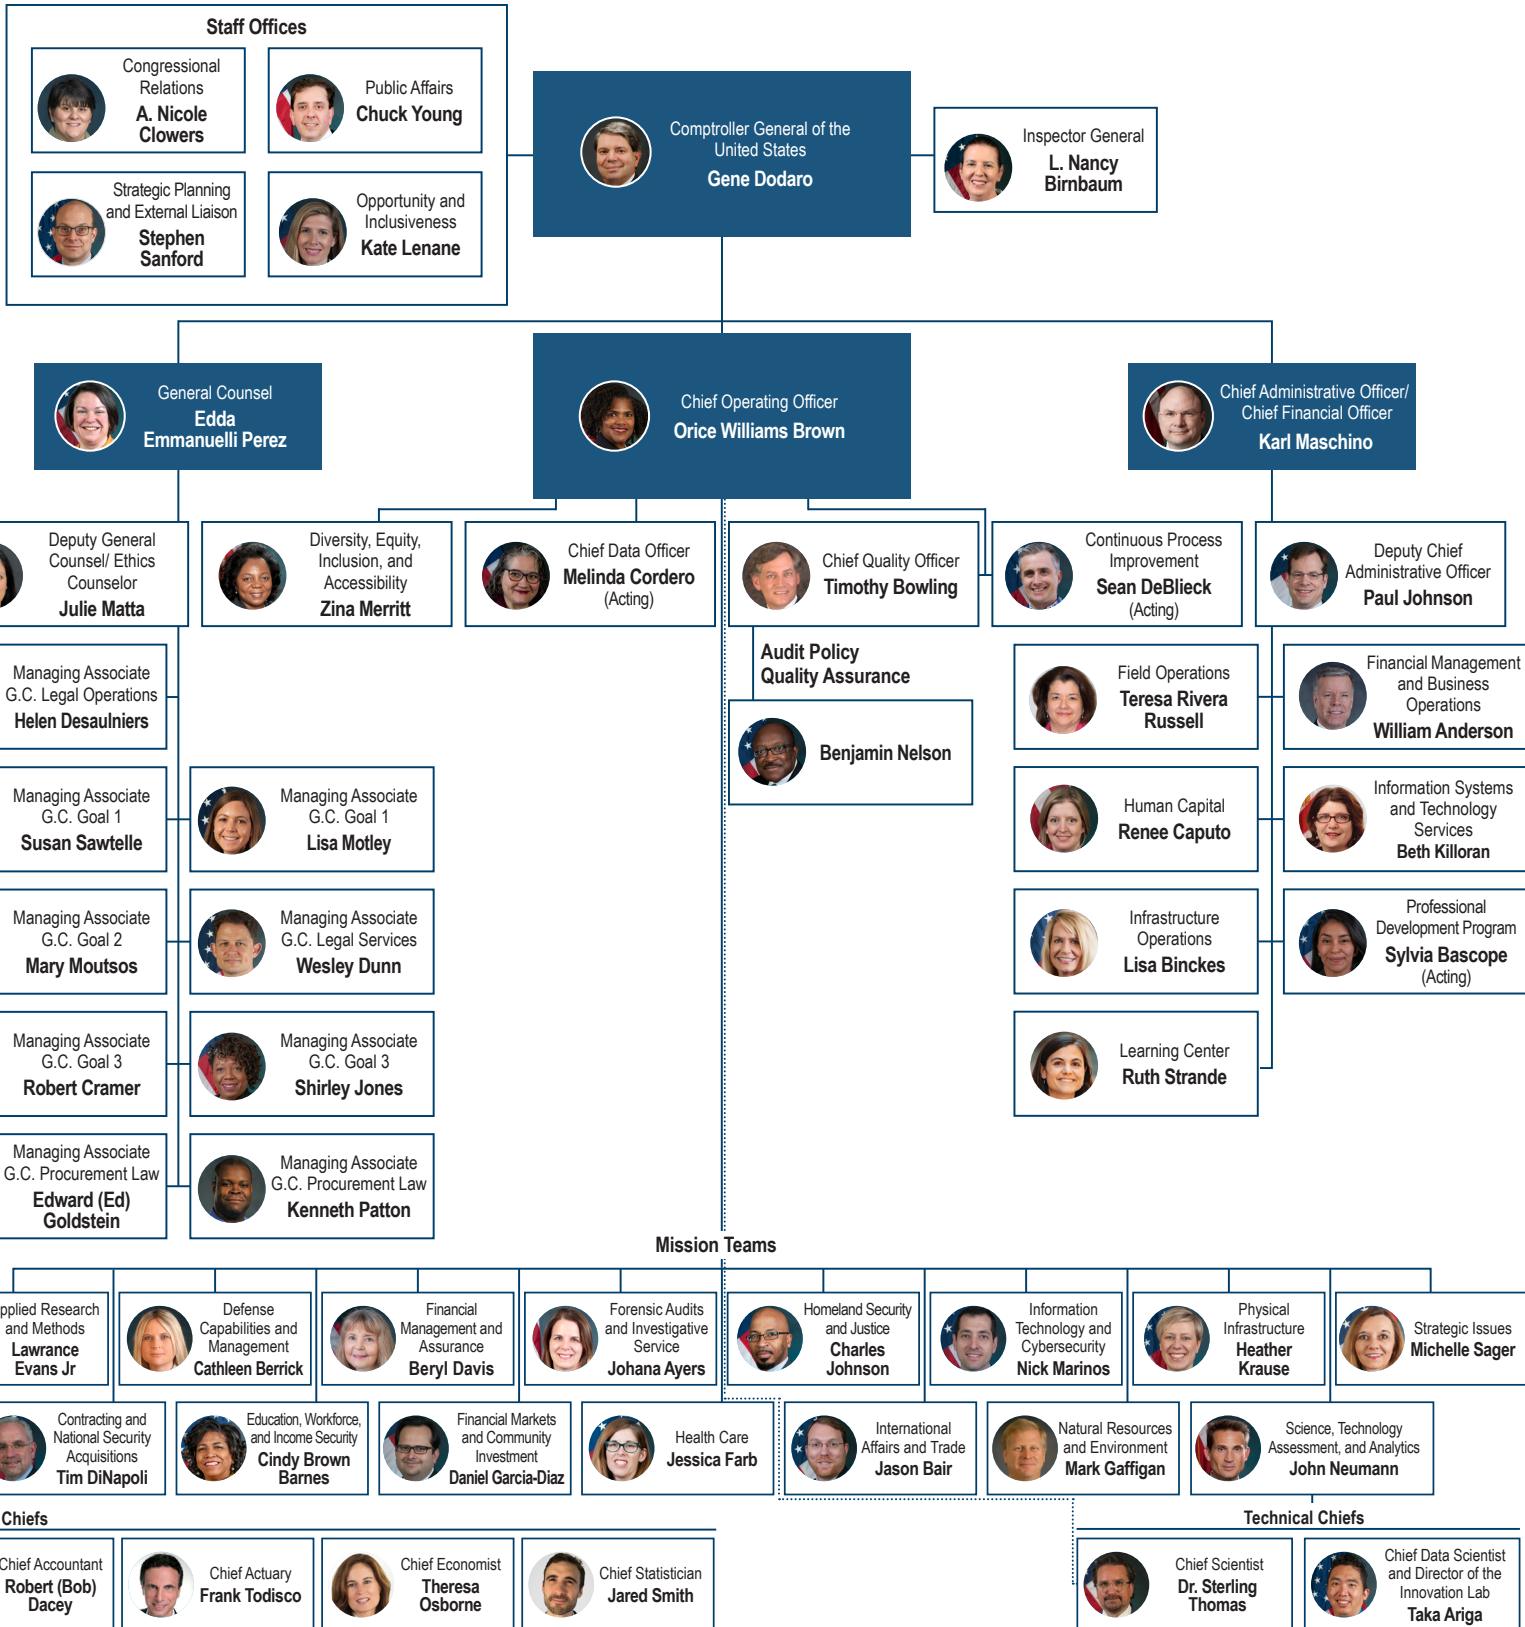 Staff Offices
Congressional
Relations
A. Nicole
Clowers
Public Affairs
Chuck Young
Strategic Planning
and External Liaison
Stephen
Sanford
Opportunity and
Inclusiveness
Kate Lenane
Comptroller General of the
United States
Gene Dodaro
Inspector General
L. Nancy
Birnbaum
General Counsel
Edda
Emmanuelli Perez
Chief Operating Officer
Orice Williams Brown
Chief Administrative Officer/
Chief Financial Officer
Karl Maschino
Deputy General
Counsel/ Ethics
Counselor
Julie Matta
Diversity, Equity,
Inclusion, and
Accessibility
Zina Merritt
Chief Data Officer
Melinda Cordero
(Acting)
Chief Quality Officer
Timothy Bowling
Continuous Process
Improvement
Sean DeBlieck
(Acting)
Deputy Chief
Administrative Officer
Paul Johnson
Managing Associate
G.C. Legal Operations
Helen Desaulniers
Audit Policy
Quality Assurance
Benjamin Nelson
Field Operations
Teresa Rivera
Russell
Financial Management
and Business
Operations
William Anderson
Managing Associate
G.C. Goal 1
Susan Sawtelle
Managing Associate
G.C. Goal 1
Lisa Motley
Human Capital
Renee Caputo
Information Systems
and Technology
Services
Beth Killoran
Managing Associate
G.C. Goal 2
Mary Moutsos
Managing Associate
G.C. Legal Services
Wesley Dunn
Infrastructure
Operations
Lisa Binckes
Professional
Development Program
Sylvia Bascope
(Acting)
Managing Associate
G.C. Goal 3
Robert Cramer
Managing Associate
G.C. Goal 3
Shirley Jones
Learning Center
Ruth Strande
Managing Associate
G.C. Procurement Law
Edward (Ed)
Goldstein
Managing Associate
G.C. Procurement Law
Kenneth Patton
Mission Teams
pplied Research
and Methods
Lawrance
Evans Jr
Defense
Capabilities and
Management
Cathleen Berrick
Financial
Management and
Assurance
Beryl Davis
Forensic Audits
and Investigative
Service
Johana Ayers
Homeland Security
and Justice
Charles
Johnson
Information
Technology and
Cybersecurity
Nick Marinos
Physical
Infrastructure
Heather
Krause
Strategic Issues
Michelle Sager
Contracting and
National Security
Acquisitions
Tim DiNapoli
Education, Workforce,
and Income Security
Cindy Brown
Barnes
Financial Markets
and Community
Investment
Daniel Garcia-Diaz
Health Care
Jessica Farb
International
Affairs and Trade
Jason Bair
Natural Resources
and Environment
Mark Gaffigan
Science, Technology
Assessment, and Analytics
John Neumann
Chiefs
Chief Accountant
Robert (Bob)
Dacey
Chief Actuary
Frank Todisco
Chief Economist
Theresa
Osborne
Chief Statistician
Jared Smith
Technical Chiefs
Chief Scientist
Dr. Sterling
Thomas
Chief Data Scientist
and Director of the
Innovation Lab
Taka Ariga